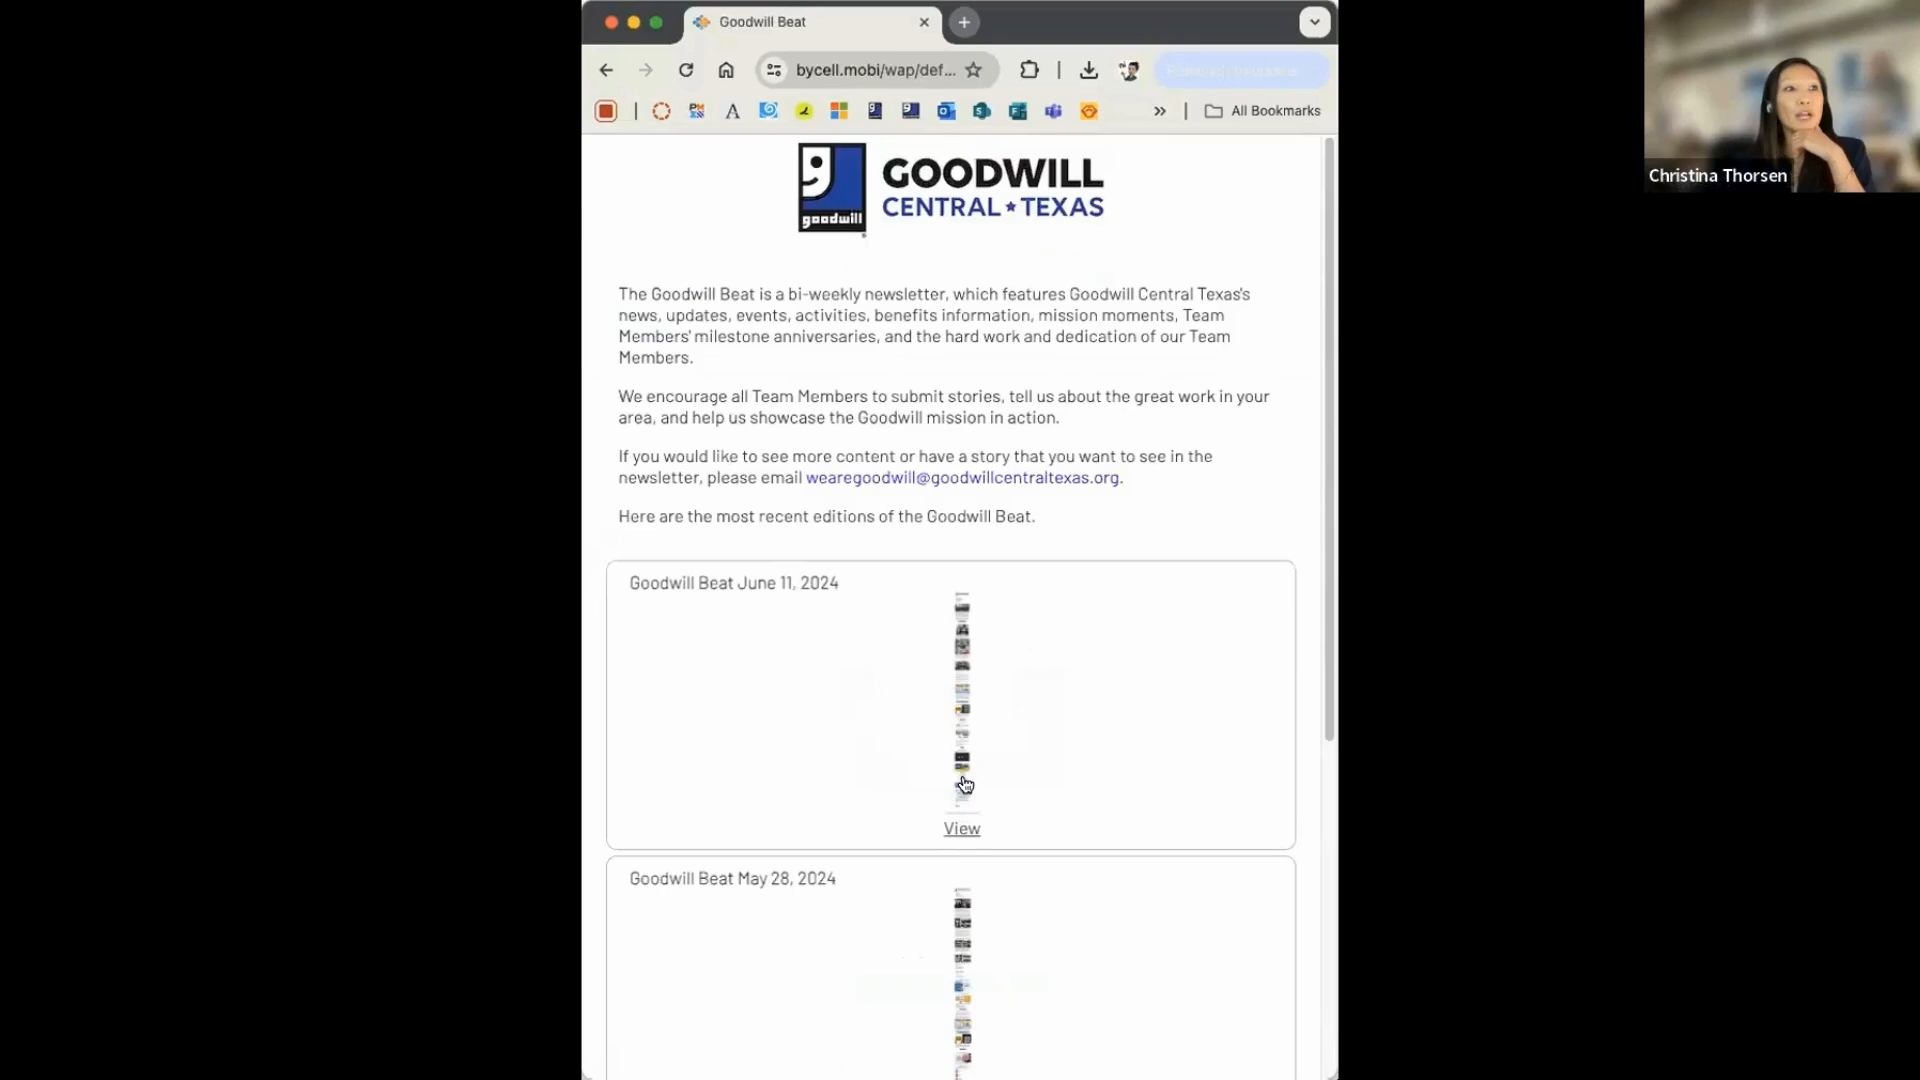 Goodwill Beat
bycell.mobi/wap/def...
All Bookmarks
Christina Thorsen
goodwill
GOODWILL
CENTRAL ★ TEXAS
The Goodwill Beat is a bi-weekly newsletter, which features Goodwill Central Texas's
news, updates, events, activities, benefits information, mission moments, Team
Members' milestone anniversaries, and the hard work and dedication of our Team
Members.
We encourage all Team Members to submit stories, tell us about the great work in your
area, and help us showcase the Goodwill mission in action.
If you would like to see more content or have a story that you want to see in the
newsletter, please email wearegoodwill@goodwillcentraltexas.org.
Here are the most recent editions of the Goodwill Beat.
Goodwill Beat June 11, 2024
View
Goodwill Beat May 28, 2024